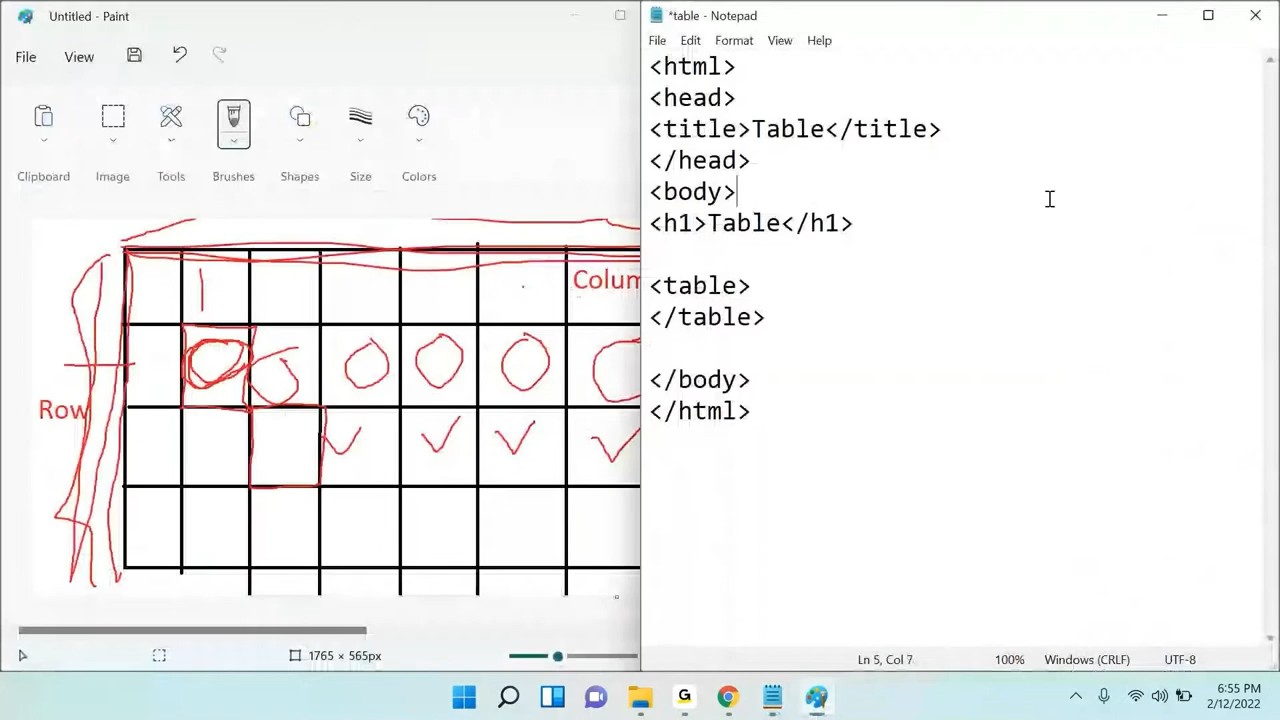 Untitled - Paint
File View
Clipboard Image Tools Brushes Shapes Size Colors
1
Colum
Row
1765 × 565px
*table - Notepad
File Edit Format View Help
<html>
<head>
<title>Table</title>
</head>
<body>
<h1>Table</h1>
<table>
</table>
</body>
</html>
Ln 5, Col 7 100% Windows (CRLF) UTF-8
G
6:55 PM
2/12/2022